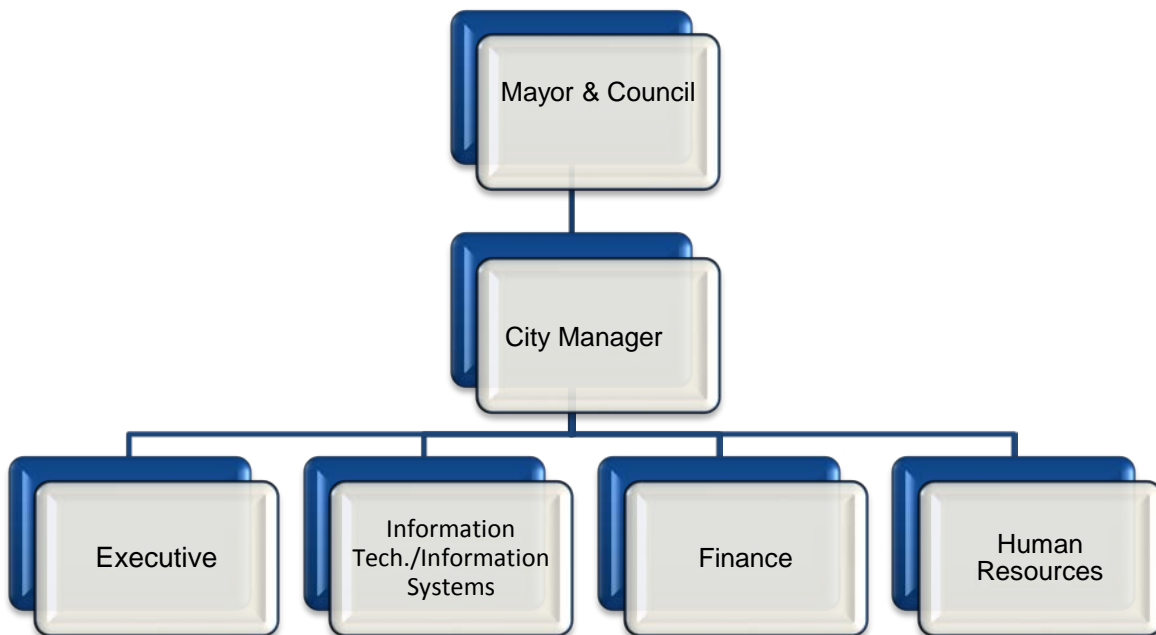 Mayor & Council
City Manager
Executive
Information
Tech./Information
Systems
Finance
Human
Resources